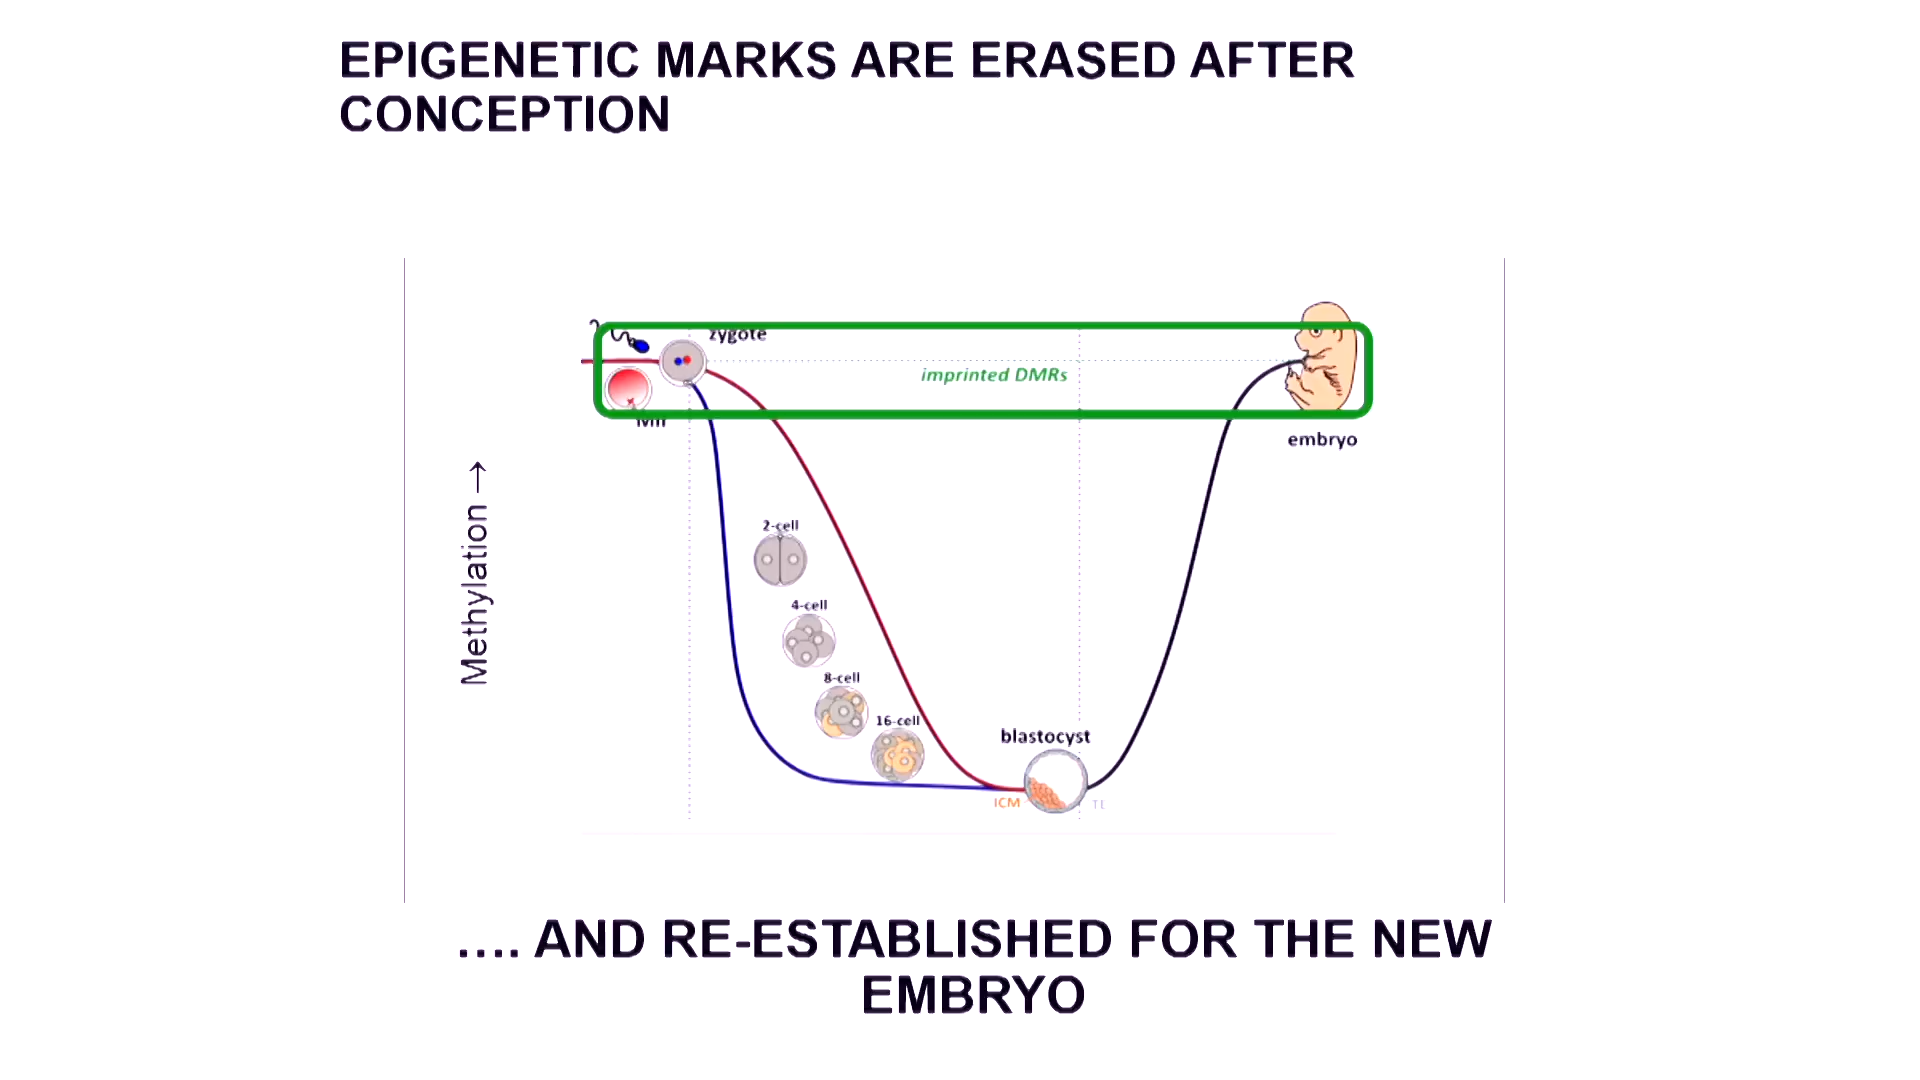 EPIGENETIC MARKS ARE ERASED AFTER
CONCEPTION
zygote
imprinted DMRs
MII
embryo
Methylation →
2-cell
4-cell
8-cell
16-cell
blastocyst
ICM
.... AND RE-ESTABLISHED FOR THE NEW
EMBRYO